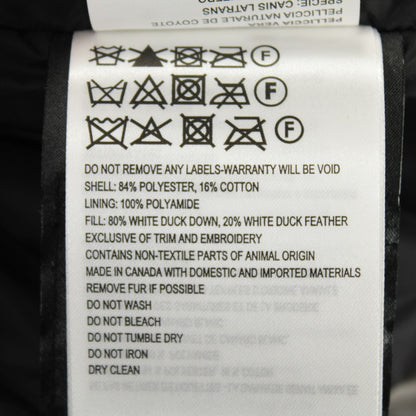 PELLICCIA VERA
PELLICCIA NATURALE DE COYOTE
SPECIE: CANIS LATRANS
F
F
F
DO NOT REMOVE ANY LABELS-WARRANTY WILL BE VOID
SHELL: 84% POLYESTER, 16% COTTON
LINING: 100% POLYAMIDE
FILL: 80% WHITE DUCK DOWN, 20% WHITE DUCK FEATHER
EXCLUSIVE OF TRIM AND EMBROIDERY
CONTAINS NON-TEXTILE PARTS OF ANIMAL ORIGIN
MADE IN CANADA WITH DOMESTIC AND IMPORTED MATERIALS
REMOVE FUR IF POSSIBLE
DO NOT WASH
DO NOT BLEACH
DO NOT TUMBLE DRY
DO NOT IRON
DRY CLEAN